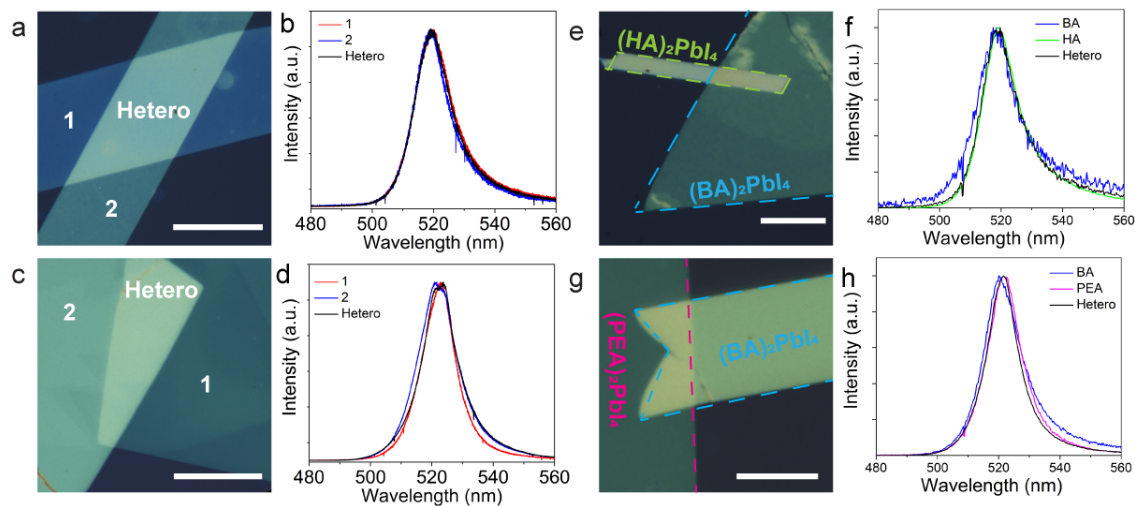 a
1
Hetero
2
b
1
2
Hetero
Intensity (a.u.)
480 500 520 540 560
Wavelength (nm)
c
Hetero
2
1
d
1
2
Hetero
Intensity (a.u.)
480 500 520 540 560
Wavelength (nm)
e
(HA)₂PbI₄
(BA)₂PbI₄
f
BA
HA
Hetero
Intensity (a.u.)
480 500 520 540 560
Wavelength (nm)
g
(PEA)₂PbI₄
(BA)₂PbI₄
h
BA
PEA
Hetero
Intensity (a.u.)
480 500 520 540 560
Wavelength (nm)